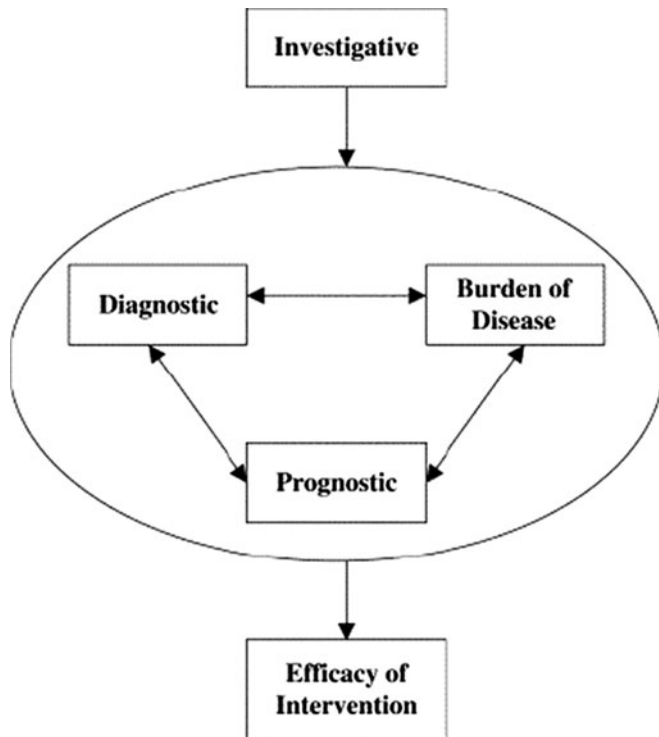 Investigative
Diagnostic
Burden of
Disease
Prognostic
Efficacy of
Intervention